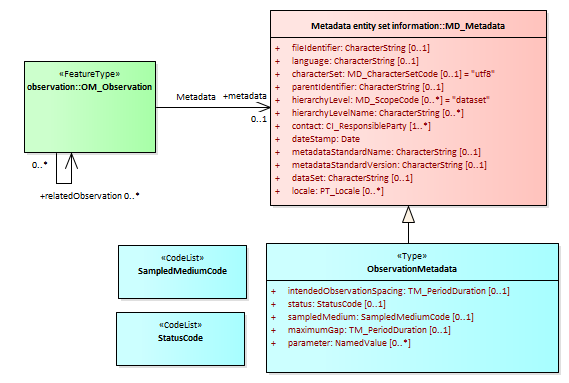 Metadata entity set information::MD_Metadata
+ fileIdentifier: CharacterString [0..1]
+ language: CharacterString [0..1]
+ characterSet: MD_CharacterSetCode [0..1] = "utf8"
+ parentIdentifier: CharacterString [0..1]
+ hierarchyLevel: MD_ScopeCode [0..*] = "dataset"
+ hierarchyLevelName: CharacterString [0..*]
+ contact: CI_ResponsibleParty [1..*]
+ dateStamp: Date
+ metadataStandardName: CharacterString [0..1]
+ metadataStandardVersion: CharacterString [0..1]
+ dataSet: CharacterString [0..1]
+ locale: PT_Locale [0..*]
«FeatureType»
observation::OM_Observation
Metadata +metadata
0..1
0..*
+relatedObservation 0..*
«CodeList»
SampledMediumCode
«CodeList»
StatusCode
«Type»
ObservationMetadata
+ intendedObservationSpacing: TM_PeriodDuration [0..1]
+ status: StatusCode [0..1]
+ sampledMedium: SampledMediumCode [0..1]
+ maximumGap: TM_PeriodDuration [0..1]
+ parameter: NamedValue [0..*]